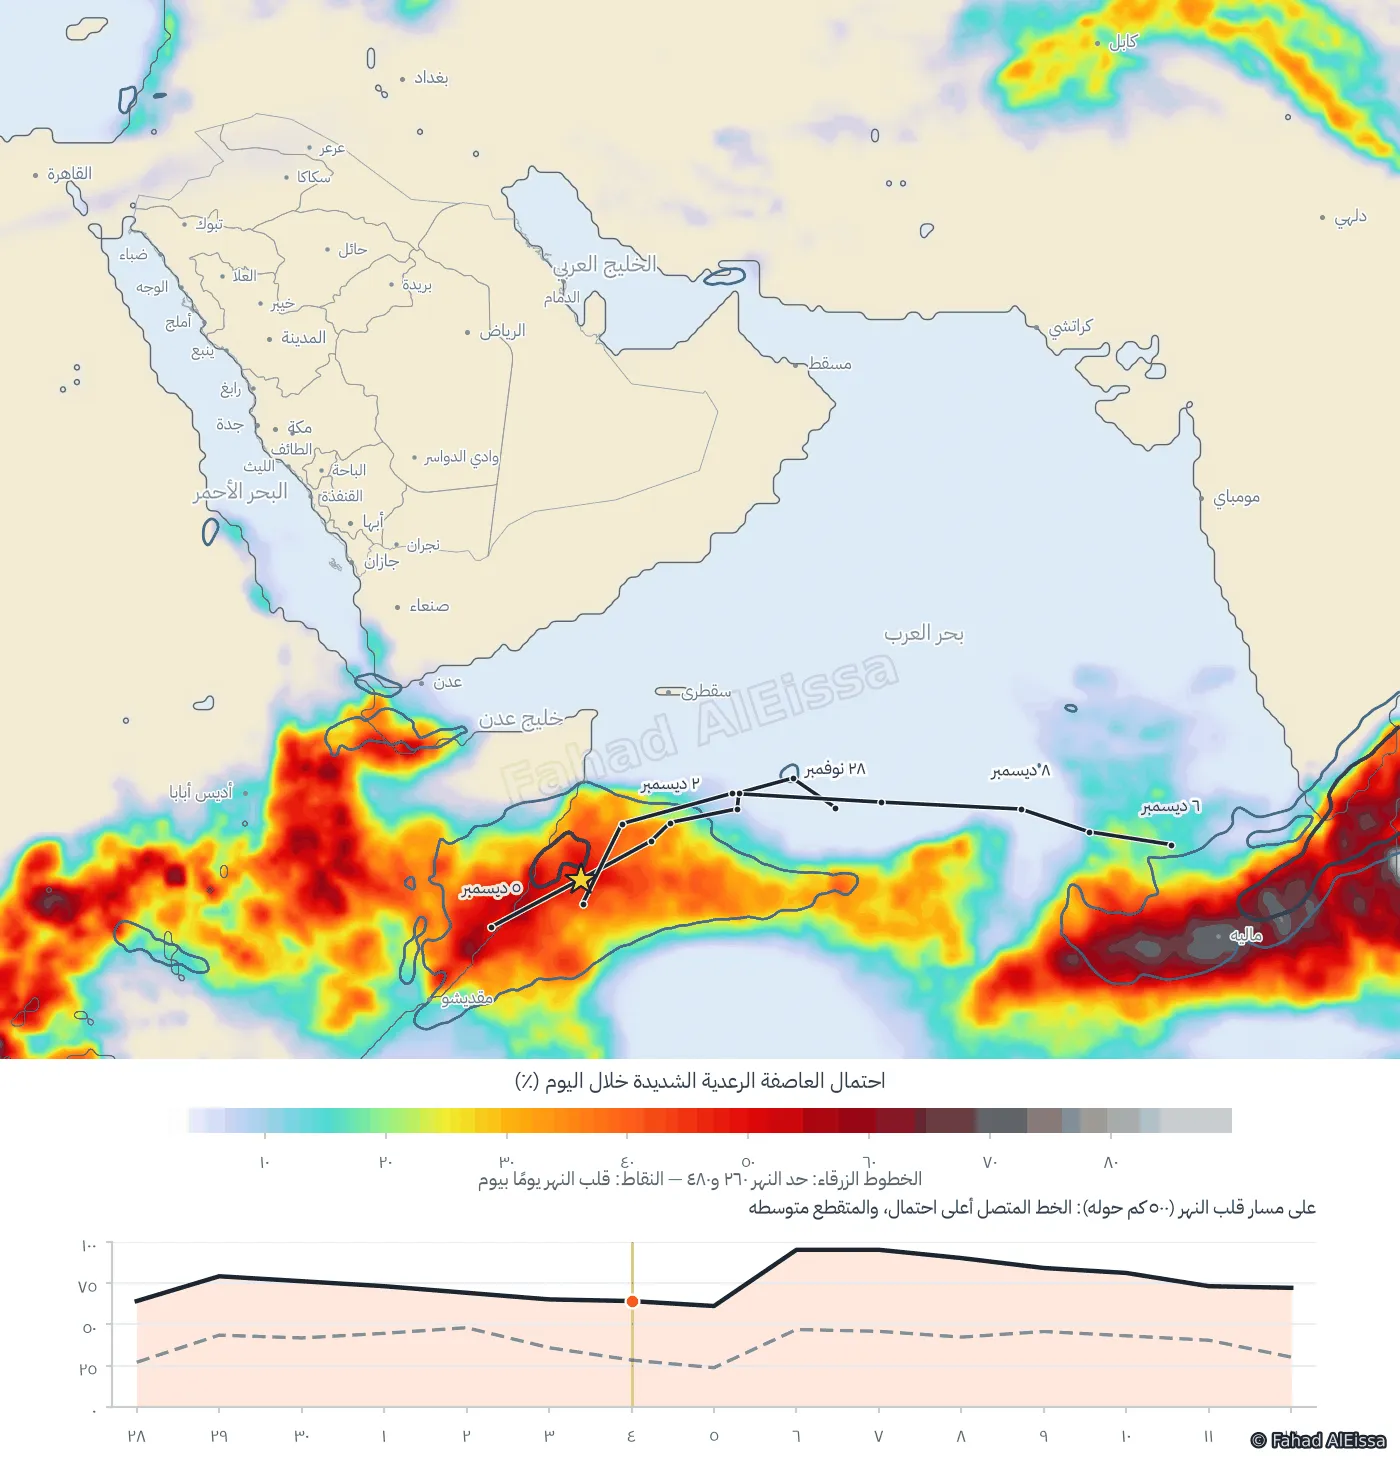 كابل
بغداد
عرعر
القاهرة
سكاكا
دلهي
تبوك
حائل
ضباء
الخليج العربي
العلا
الوجه
بريدة
الدمام
خيبر
أملج
كراتشي
الرياض
المدينة
ينبع
مسقط
رابغ
جدة
مكة
الطائف
وادي الدواسر
الليث
الباحة
البحر الأحمر
القنفذة
مومباي
أبها
نجران
جازان
صنعاء
بحر العرب
عدن
سقطرى
Fahad AlEissa
خليج عدن
٢٨ نوفمبر
٨ ديسمبر
٢ ديسمبر
أديس أبابا
٦ ديسمبر
٥ ديسمبر
ماليه
مقديشو
احتمال العاصفة الرعدية الشديدة خلال اليوم (٪)
١٠ ٢٠ ٣٠ ٤٠ ٥٠ ٦٠ ٧٠ ٨٠
الخطوط الزرقاء: حد النهر ٢٦٠ و٤٨٠ — النقاط: قلب النهر يومًا بيوم
على مسار قلب النهر (٥٠٠ كم حوله): الخط المتصل أعلى احتمال، والمتقطع متوسطه
١٠٠
٧٥
٥٠
٢٥
٠
٢٨ ٢٩ ٣٠ ١ ٢ ٣ ٤ ٥ ٦ ٧ ٨ ٩ ١٠ ١١
© Fahad AlEissa